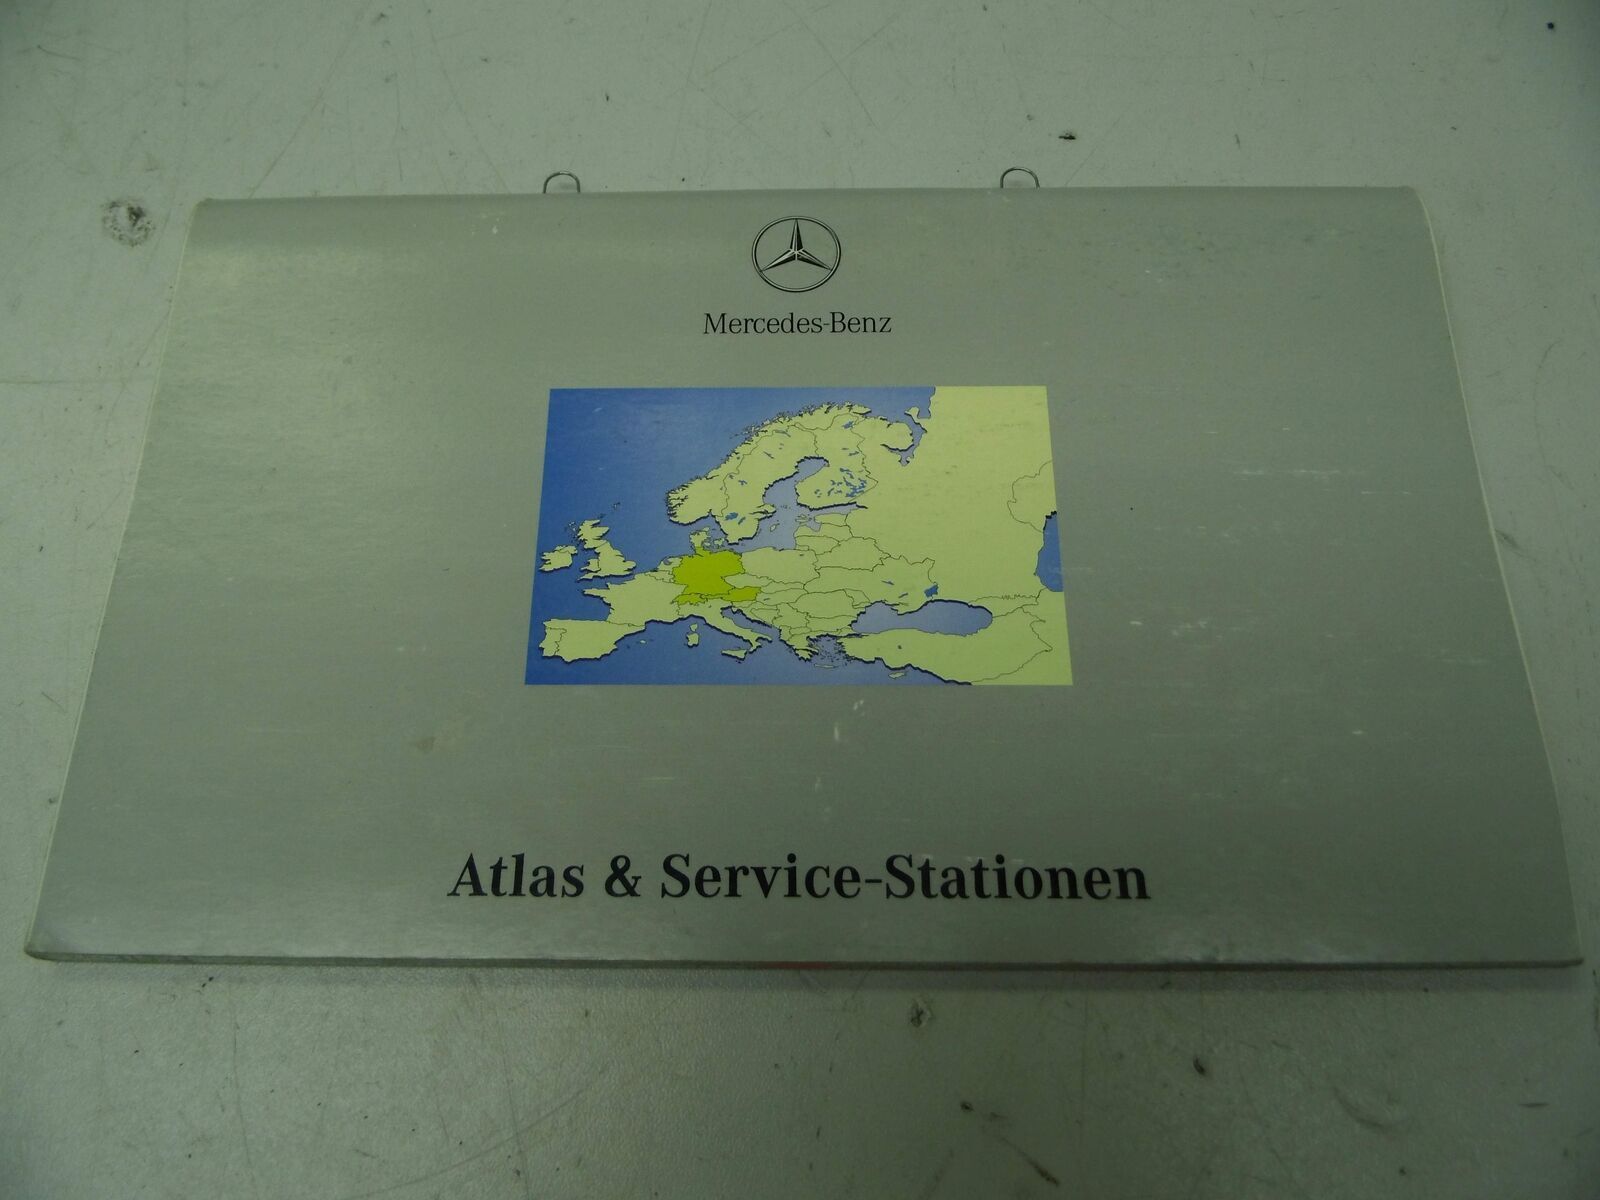 Mercedes-Benz
Atlas & Service-Stationen